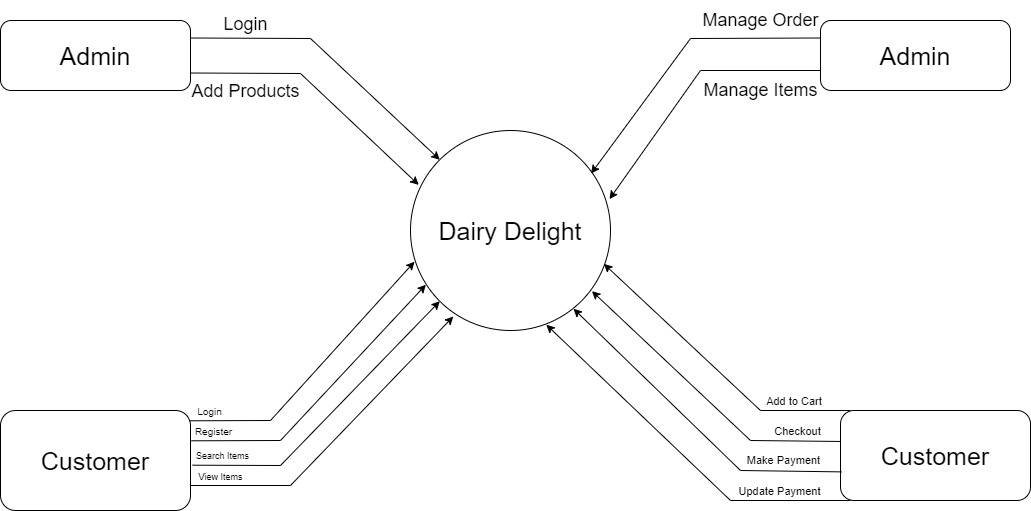 Login
Admin
Add Products
Manage Order
Admin
Manage Items
Dairy Delight
Login
Register
Customer
Search Items
View Items
Add to Cart
Checkout
Customer
Make Payment
Update Payment